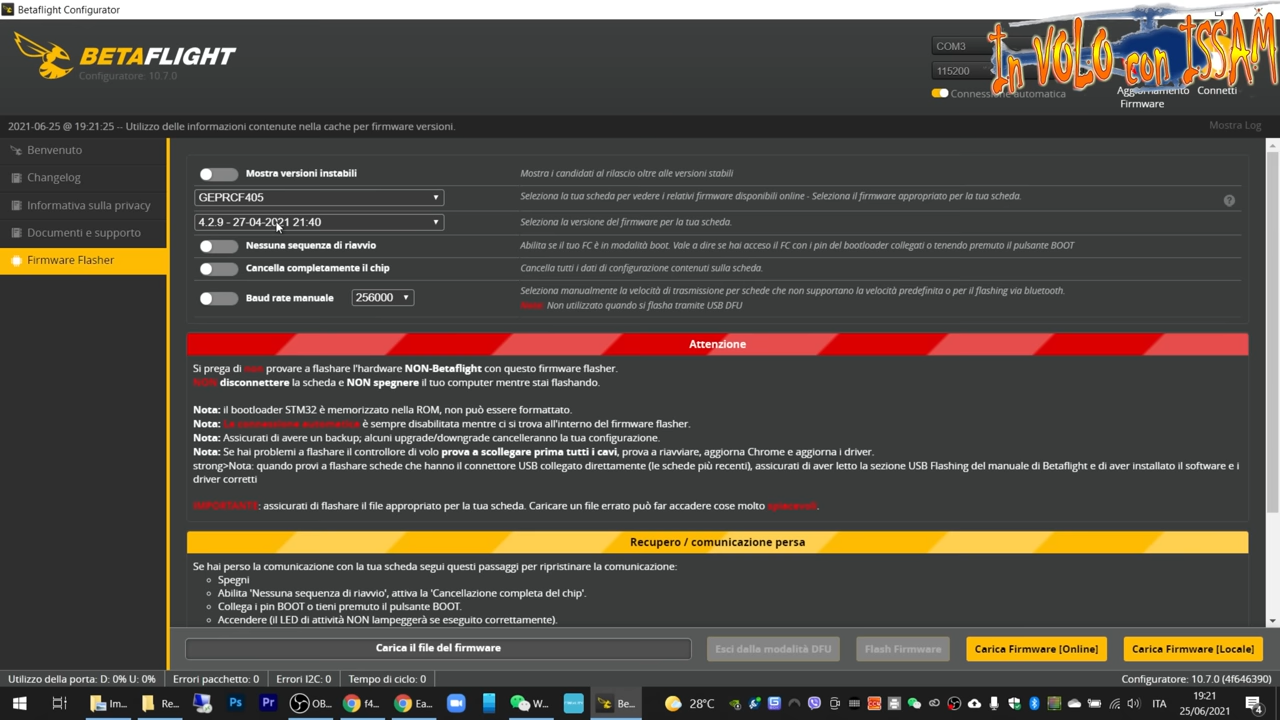 Betaflight Configurator
In VOLO con ISSAM
BETAFLIGHT
Configuratore: 10.7.0
COM3
115200
Connessione automatica
Aggiornamento
Firmware
Connetti
2021-06-25 @ 19:21:25 -- Utilizzo delle informazioni contenute nella cache per firmware versioni.
Mostra Log
Benvenuto
Changelog
Informativa sulla privacy
Documenti e supporto
Firmware Flasher
Mostra versioni instabili
Mostra i candidati al rilascio oltre alle versioni stabili
GEPRCF405
Seleziona la tua scheda per vedere i relativi firmware disponibili online - Seleziona il firmware appropriato per la tua scheda.
4.2.9 - 27-04-2021 21:40
Seleziona la versione del firmware per la tua scheda.
Nessuna sequenza di riavvio
Abilita se il tuo FC è in modalità boot. Vale a dire se hai acceso il FC con i pin del bootloader collegati o tenendo premuto il pulsante BOOT
Cancella completamente il chip
Cancella tutti i dati di configurazione contenuti sulla scheda.
Baud rate manuale
256000
Seleziona manualmente la velocità di trasmissione per schede che non supportano la velocità predefinita o per il flashing via bluetooth.
Non utilizzato quando si flasha tramite USB DFU
Attenzione
Si prega di non provare a flashare l'hardware NON-Betaflight con questo firmware flasher.
NON disconnettere la scheda e NON spegnere il tuo computer mentre stai flashando.
Nota: il bootloader STM32 è memorizzato nella ROM, non può essere formattato.
Nota: La connessione automatica è sempre disabilitata mentre ci si trova all'interno del firmware flasher.
Nota: Assicurati di avere un backup; alcuni upgrade/downgrade cancelleranno la tua configurazione.
Nota: Se hai problemi a flashare il controllore di volo prova a scollegare prima tutti i cavi, prova a riavviare, aggiorna Chrome e aggiorna i driver.
strong>Nota: quando provi a flashare schede che hanno il connettore USB collegato direttamente (le schede più recenti), assicurati di aver letto la sezione USB Flashing del manuale di Betaflight e di aver installato il software e i
driver corretti
IMPORTANTE: assicurati di flashare il file appropriato per la tua scheda. Caricare un file errato può far accadere cose molto spiacevoli.
Recupero / comunicazione persa
Se hai perso la comunicazione con la tua scheda segui questi passaggi per ripristinare la comunicazione:
Spegni
Abilita 'Nessuna sequenza di riavvio', attiva la 'Cancellazione completa del chip'.
Collega i pin BOOT o tieni premuto il pulsante BOOT.
Accendere (il LED di attività NON lampeggerà se eseguito correttamente).
Carica il file del firmware
Esci dalla modalità DFU
Flash Firmware
Carica Firmware [Online]
Carica Firmware [Locale]
Utilizzo della porta: D: 0% U: 0%
Errori pacchetto: 0
Errori I2C: 0
Tempo di ciclo: 0
Configuratore: 10.7.0 (4f646390)
Im...
Re...
Ps
Pr
OB...
f4...
Ea...
W...
Be...
28°C
ITA
19:21
25/06/2021
4